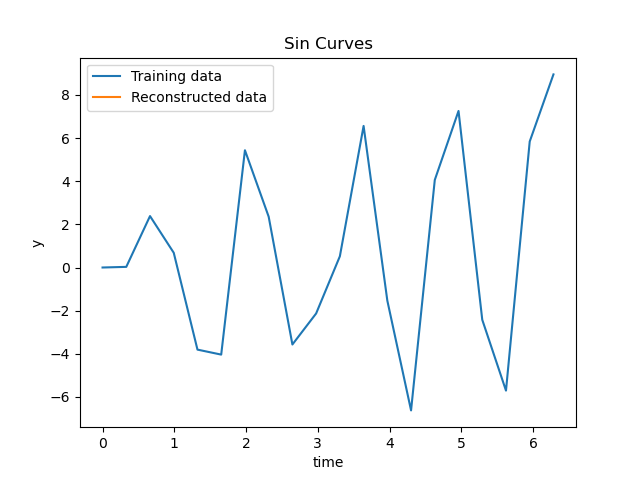 Sin Curves
Training data
Reconstructed data
8
6
4
2
0
−2
−4
−6
y
0 1 2 3 4 5 6
time